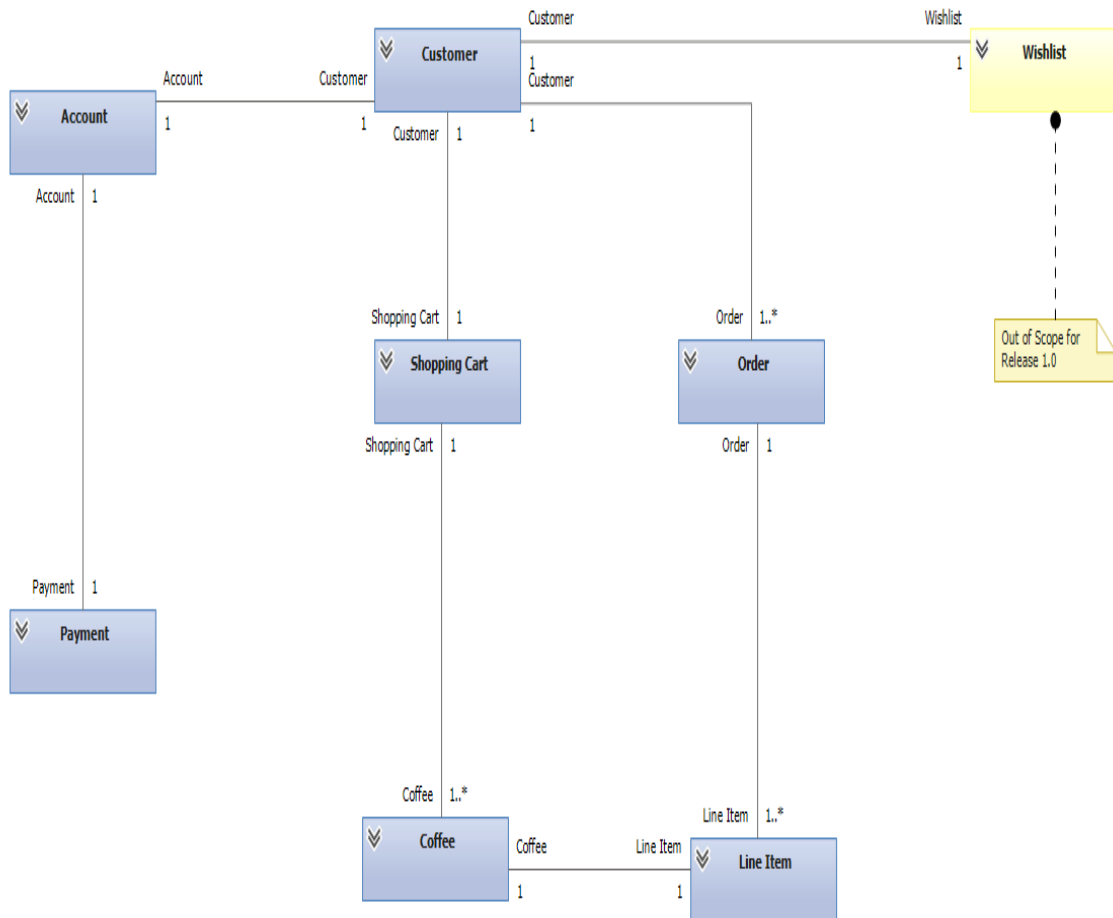 Customer
Wishlist
Customer
Wishlist
1
1
Account
Customer
Customer
Account
1
1
1
Customer
1
Account
1
Shopping Cart
1
Order
1..*
Out of Scope for
Release 1.0
Shopping Cart
Order
Shopping Cart
1
Order
1
Payment
1
Payment
Coffee
1..*
Line Item
1..*
Coffee
Coffee
Line Item
Line Item
1
1